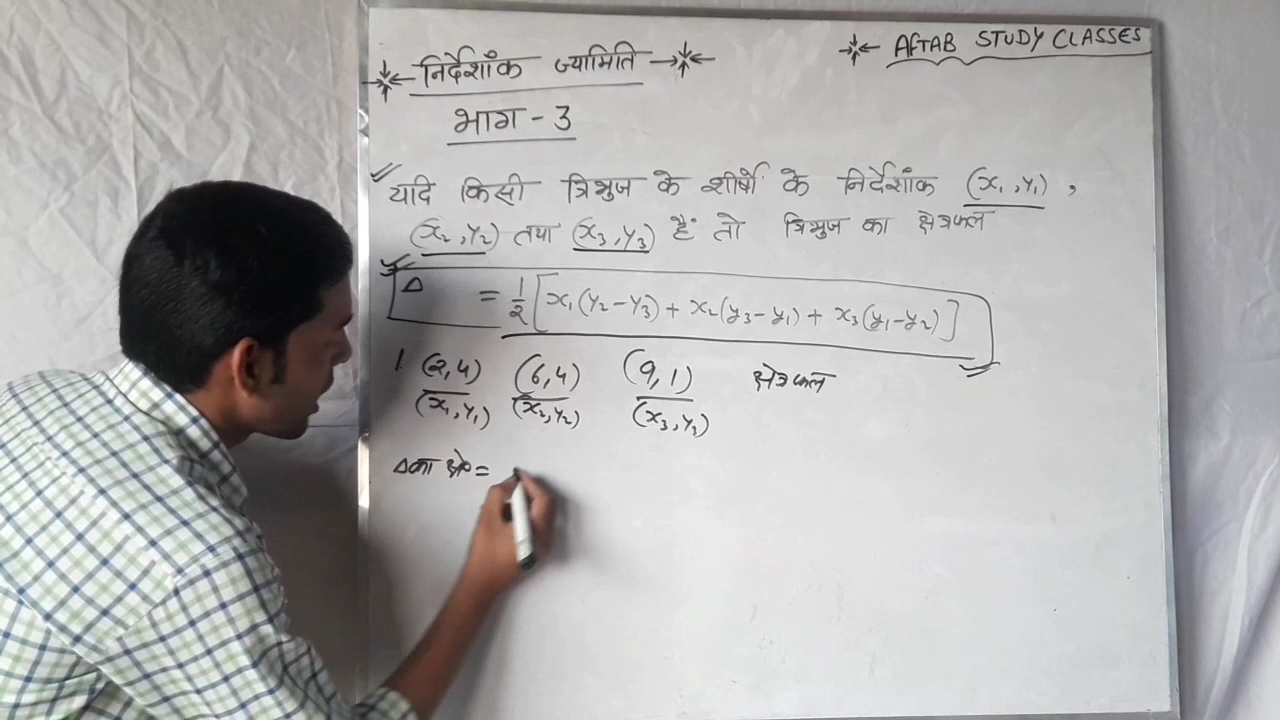 निर्देशांक ज्यामिति
AFTAB STUDY CLASSES
भाग - 3
यदि किसी त्रिभुज के शीर्षों के निर्देशांक (x₁,y₁),
(x₂,y₂) तथा (x₃,y₃) हैं तो त्रिभुज का क्षेत्रफल
Δ = 1/2 [x₁(y₂-y₃) + x₂(y₃-y₁) + x₃(y₁-y₂)]
1. (2,4) (6,4) (9,1) क्षेत्रफल
(x₁,y₁) (x₂,y₂) (x₃,y₃)
Δका क्षे० =